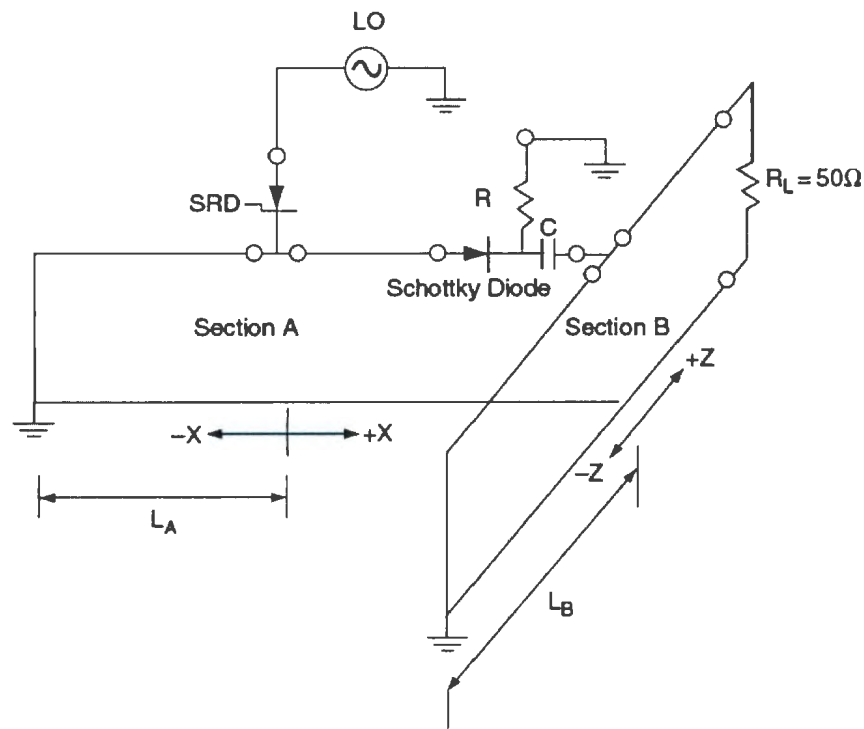 LO
SRD
R
C
R_L = 50Ω
Schottky Diode
Section A
Section B
+Z
-X
+X
-Z
L_A
L_B